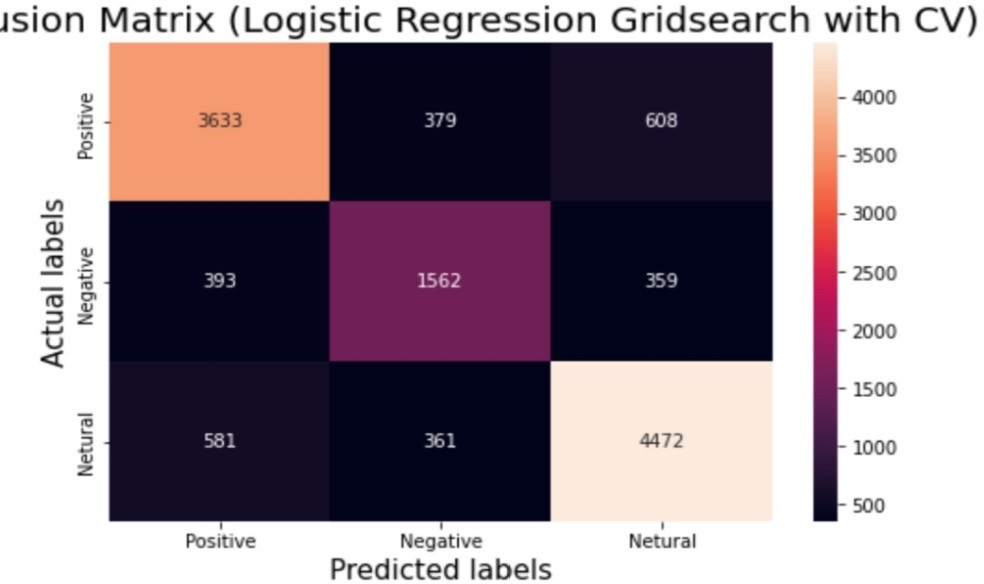 usion Matrix (Logistic Regression Gridsearch with CV)
Actual labels
Positive
3633 379 608
Negative
393 1562 359
Netural
581 361 4472
Positive Negative Netural
Predicted labels
4000
3500
3000
2500
2000
1500
1000
500